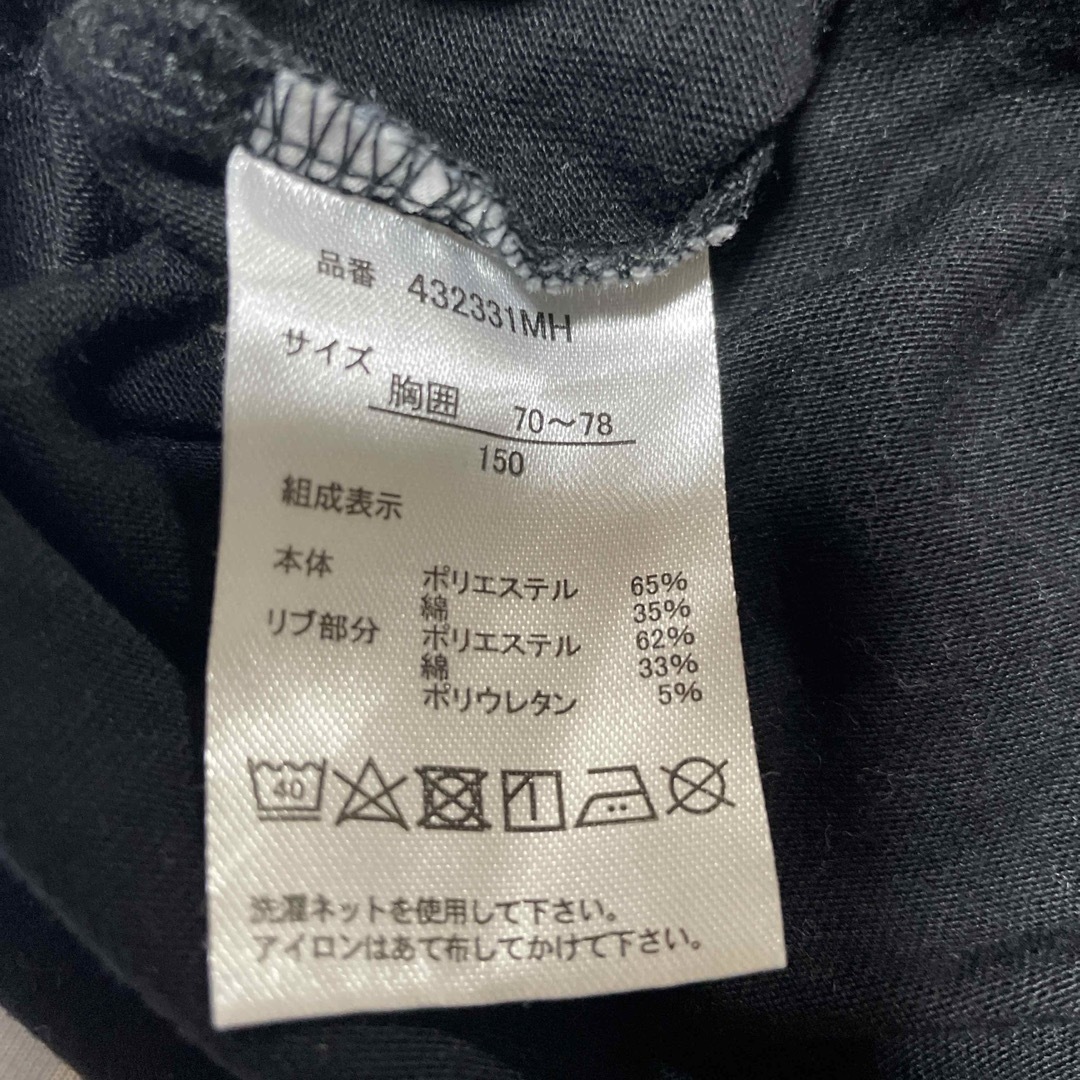 品番 432331MH
サイズ
胸囲 70～78
150
組成表示
本体 ポリエステル 65%
綿 35%
リブ部分 ポリエステル 62%
綿 33%
ポリウレタン 5%
40
洗濯ネットを使用して下さい。
アイロンはあて布してかけて下さい。